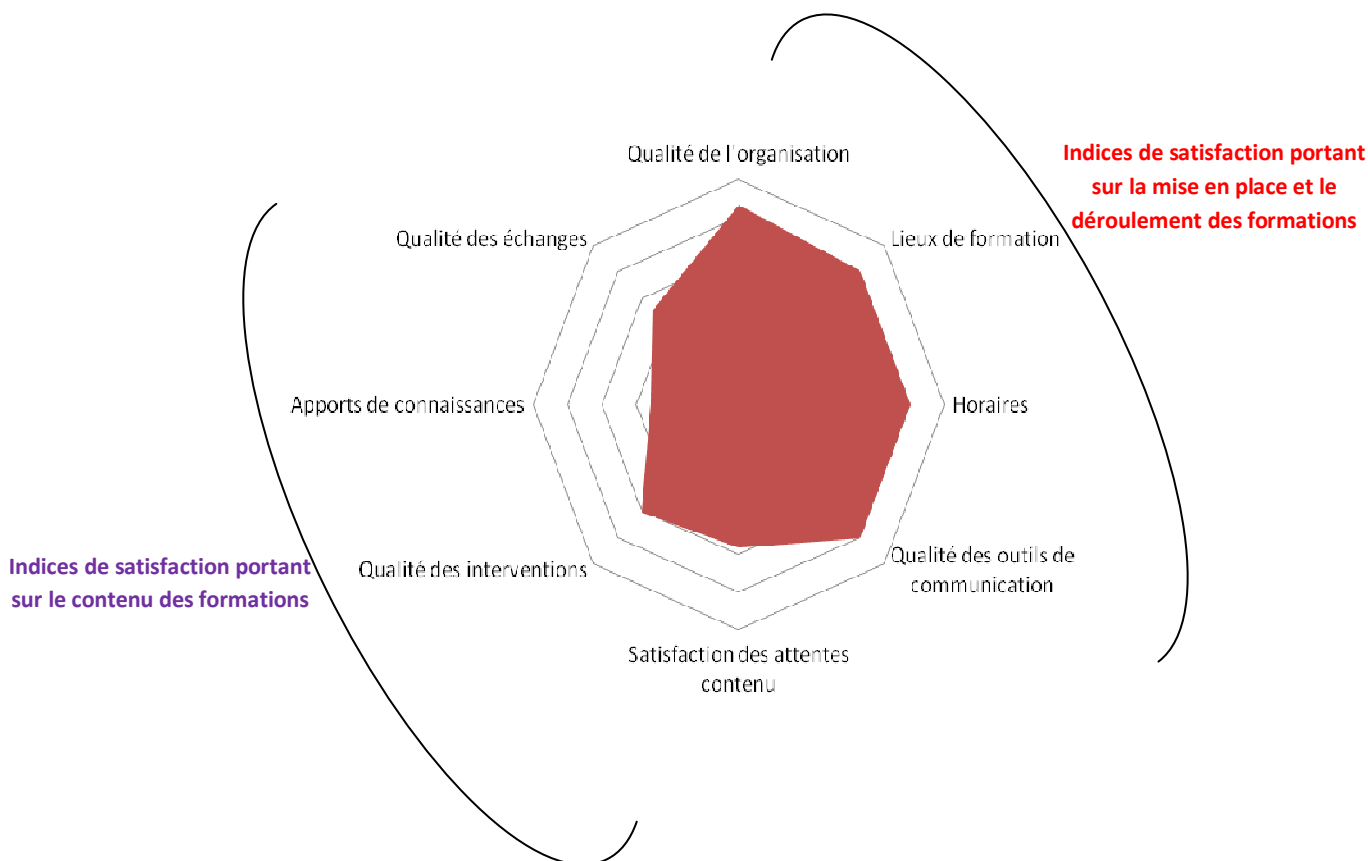 Qualité de l'organisation
Indices de satisfaction portant
sur la mise en place et le
déroulement des formations
Qualité des échanges
Lieux de formation
Apports de connaissances
Horaires
Indices de satisfaction portant
sur le contenu des formations
Qualité des interventions
Qualité des outils de
communication
Satisfaction des attentes
contenu